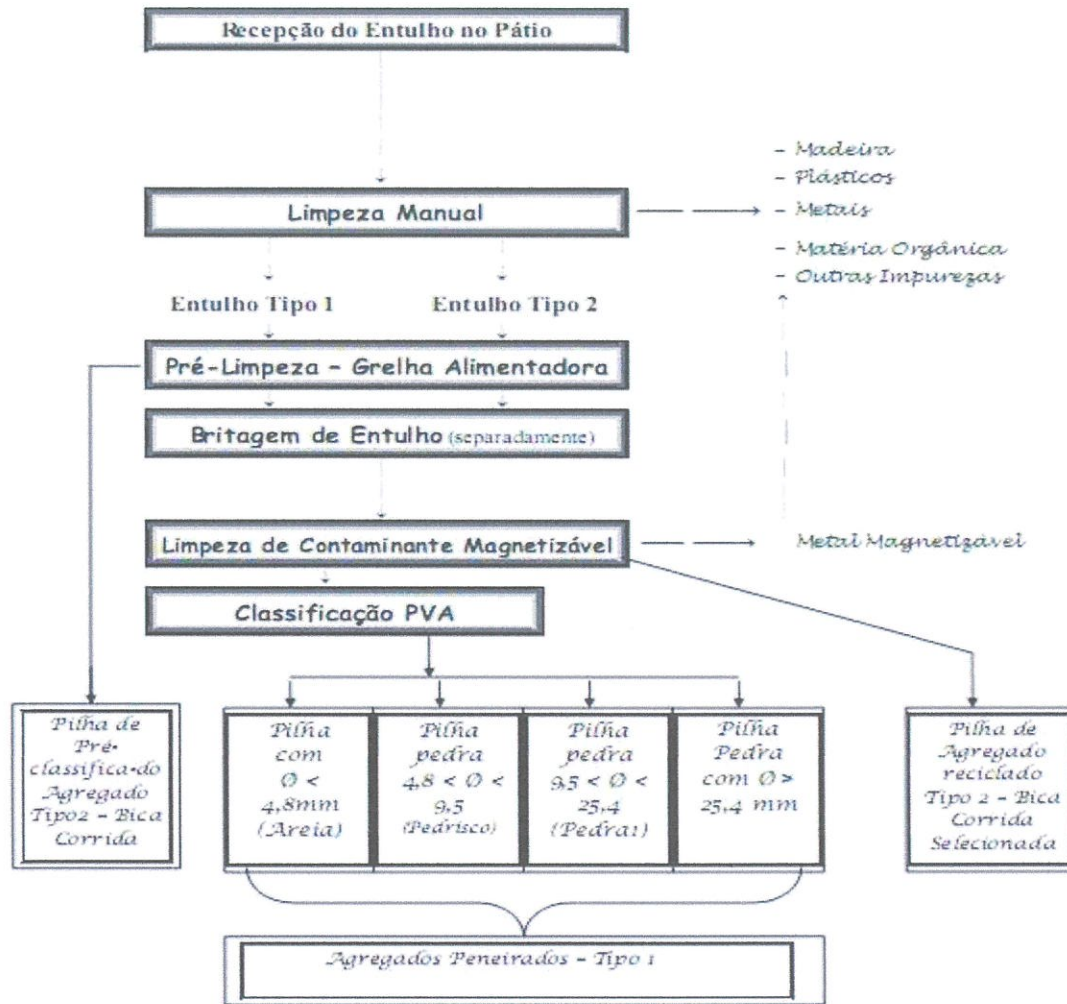 Recepção do Entulho no Pátio
- Madeira
- Plásticos
Limpeza Manual
- Metais
- Matéria Orgânica
- Outras Impurezas
Entulho Tipo 1
Entulho Tipo 2
Pré-Limpeza – Grelha Alimentadora
Britagem de Entulho (separadamente)
Limpeza de Contaminante Magnetizável
Metal Magnetizável
Classificação PVA
Pilha de
Pré-
classifica-do
Agregado
Tipo2 – Bica
Corrida
Pilha
com
Ø <
4,8mm
(Areia)
Pilha
pedra
4,8 < Ø <
9,5
(Pedrisco)
Pilha
pedra
9,5 < Ø <
25,4
(Pedra1)
Pilha
Pedra
com Ø >
25,4 mm
Pilha de
Agregado
reciclado
Tipo 2 – Bica
Corrida
Selecionada
Agregados Peneirados – Tipo 1